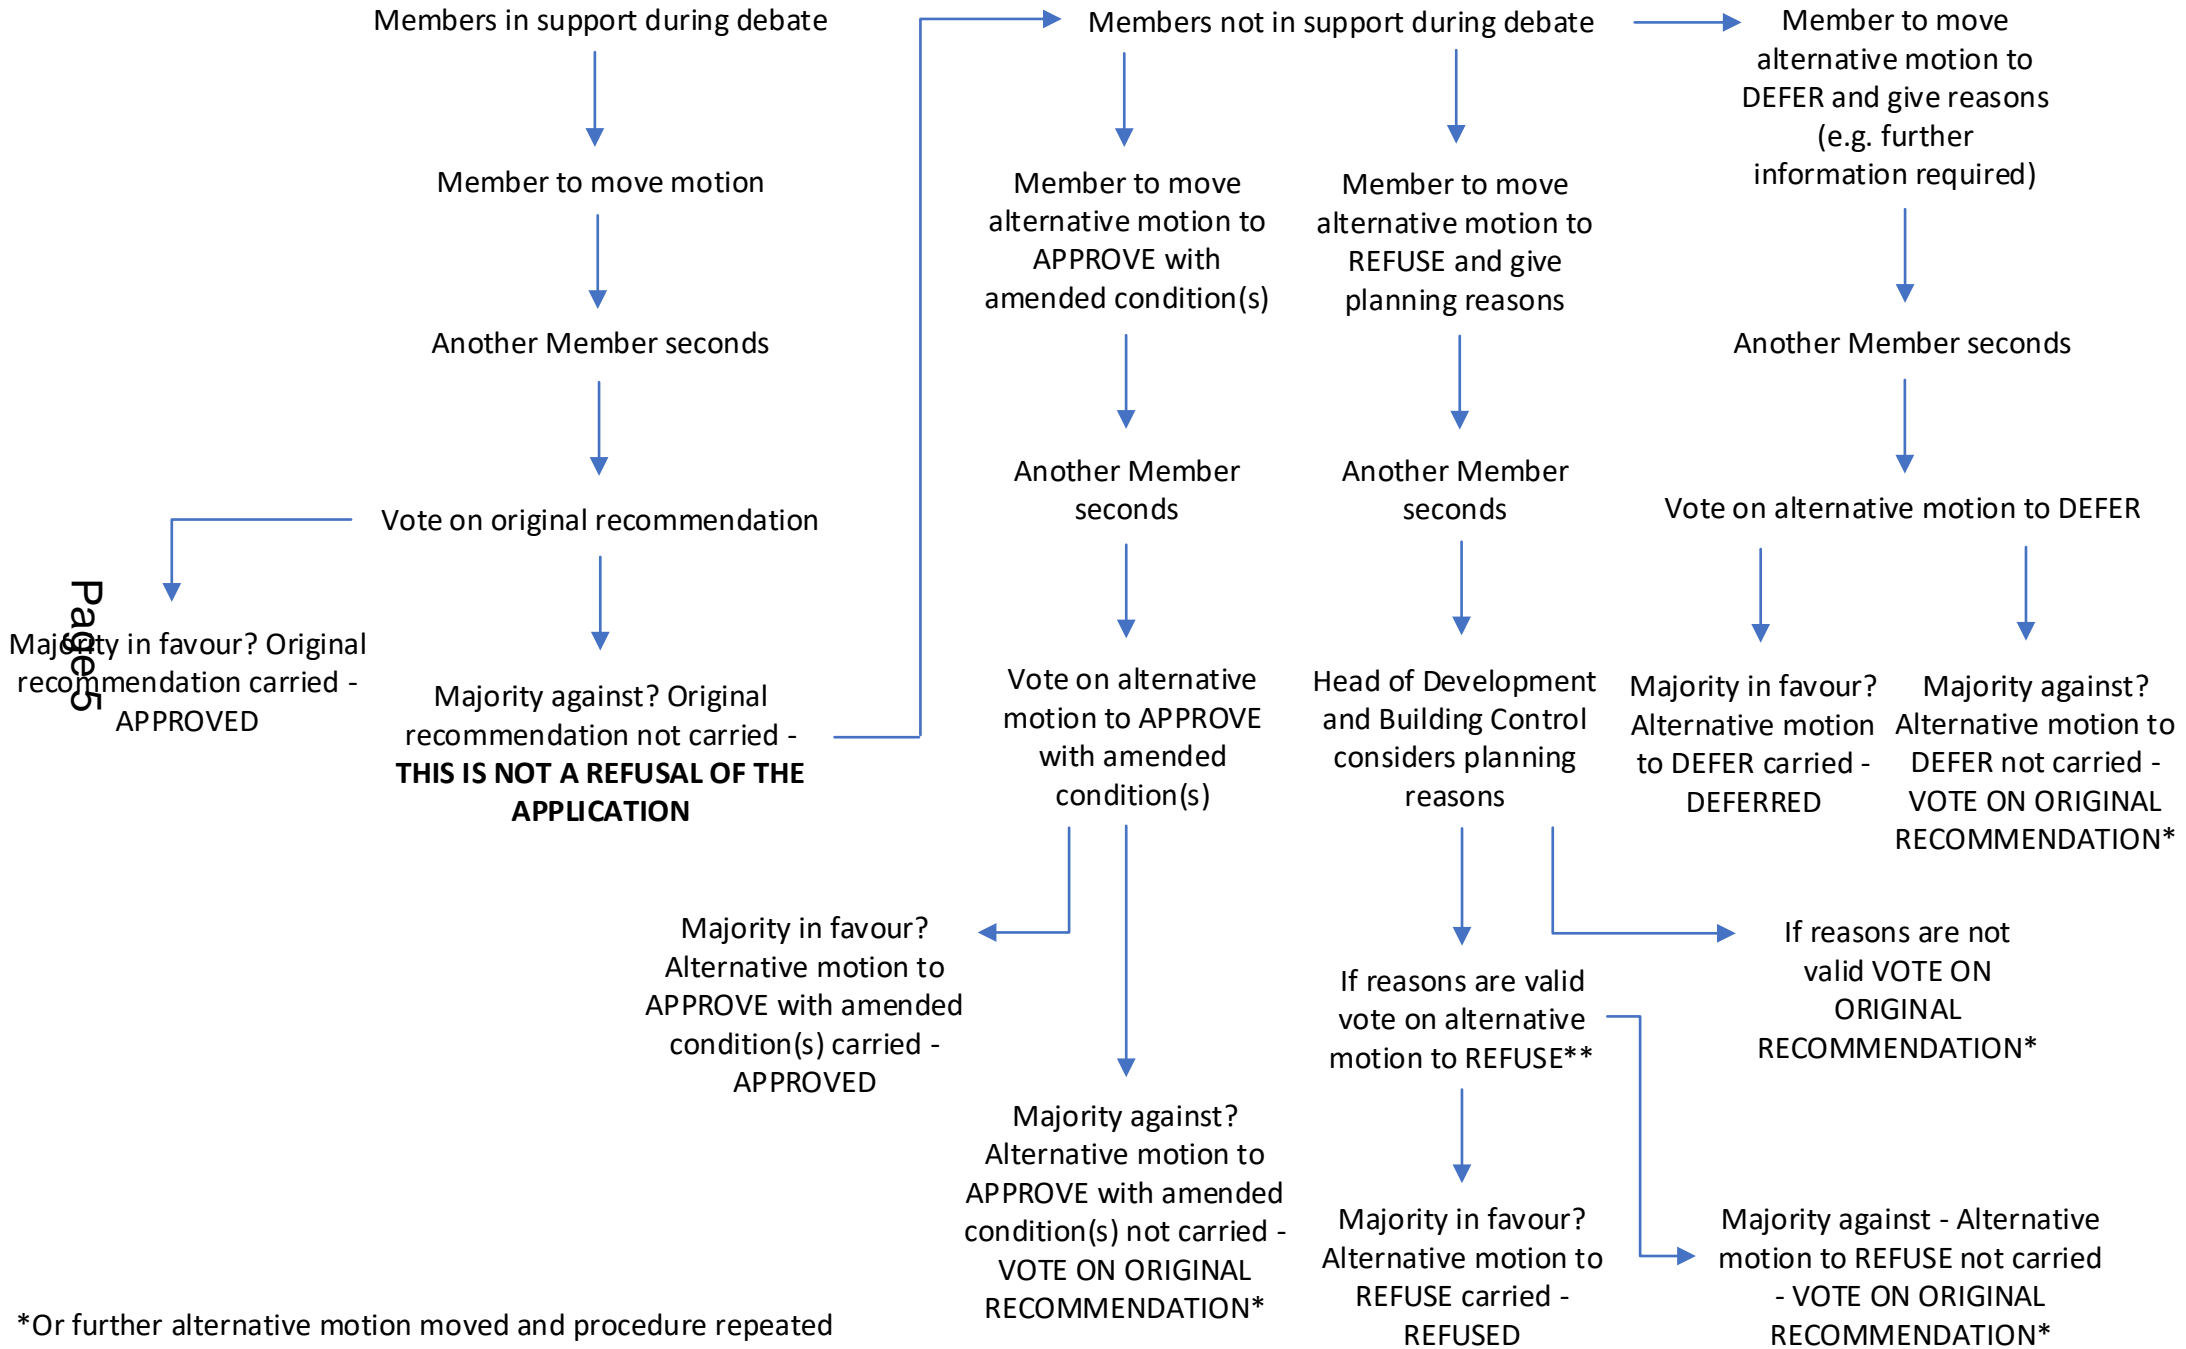 Members in support during debate
Member to move motion
Another Member seconds
Vote on original recommendation
Majority in favour? Original
recommendation carried -
APPROVED
Page 5
Majority against? Original
recommendation not carried -
THIS IS NOT A REFUSAL OF THE
APPLICATION
Members not in support during debate
Member to move
alternative motion to
APPROVE with
amended condition(s)
Another Member
seconds
Vote on alternative
motion to APPROVE
with amended
condition(s)
Majority in favour?
Alternative motion to
APPROVE with amended
condition(s) carried -
APPROVED
Majority against?
Alternative motion to
APPROVE with amended
condition(s) not carried -
VOTE ON ORIGINAL
RECOMMENDATION*
Member to move
alternative motion to
REFUSE and give
planning reasons
Another Member
seconds
Head of Development
and Building Control
considers planning
reasons
If reasons are valid
vote on alternative
motion to REFUSE**
Majority in favour?
Alternative motion to
REFUSE carried -
REFUSED
If reasons are not
valid VOTE ON
ORIGINAL
RECOMMENDATION*
Majority against - Alternative
motion to REFUSE not carried
- VOTE ON ORIGINAL
RECOMMENDATION*
Member to move
alternative motion to
DEFER and give reasons
(e.g. further
information required)
Another Member seconds
Vote on alternative motion to DEFER
Majority in favour?
Alternative motion
to DEFER carried -
DEFERRED
Majority against?
Alternative motion to
DEFER not carried -
VOTE ON ORIGINAL
RECOMMENDATION*
*Or further alternative motion moved and procedure repeated